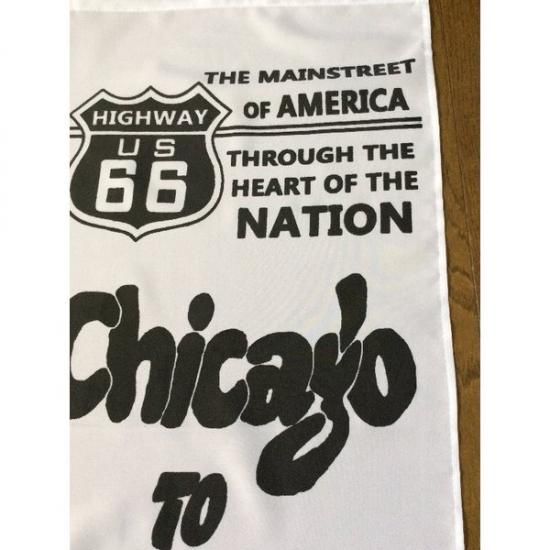 HIGHWAY
US
66
THE MAINSTREET
OF AMERICA
THROUGH THE
HEART OF THE
NATION
Chicago
TO